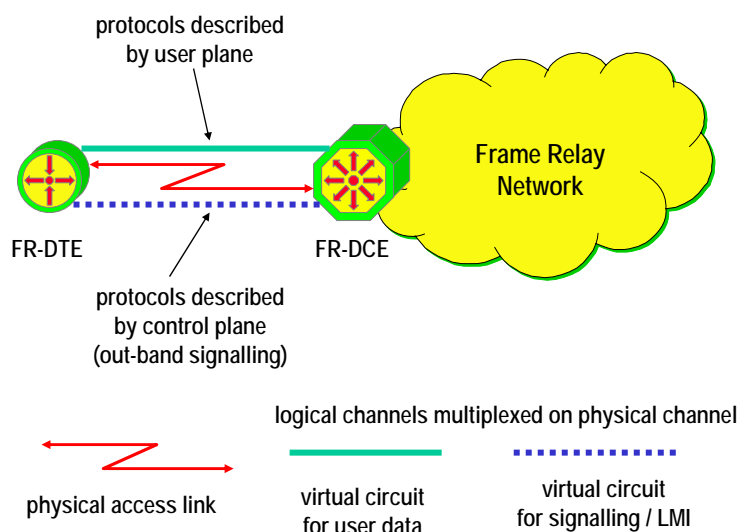 protocols described
by user plane
Frame Relay
Network
FR-DTE
FR-DCE
protocols described
by control plane
(out-band signalling)
logical channels multiplexed on physical channel
physical access link
virtual circuit
for user data
virtual circuit
for signalling / LMI